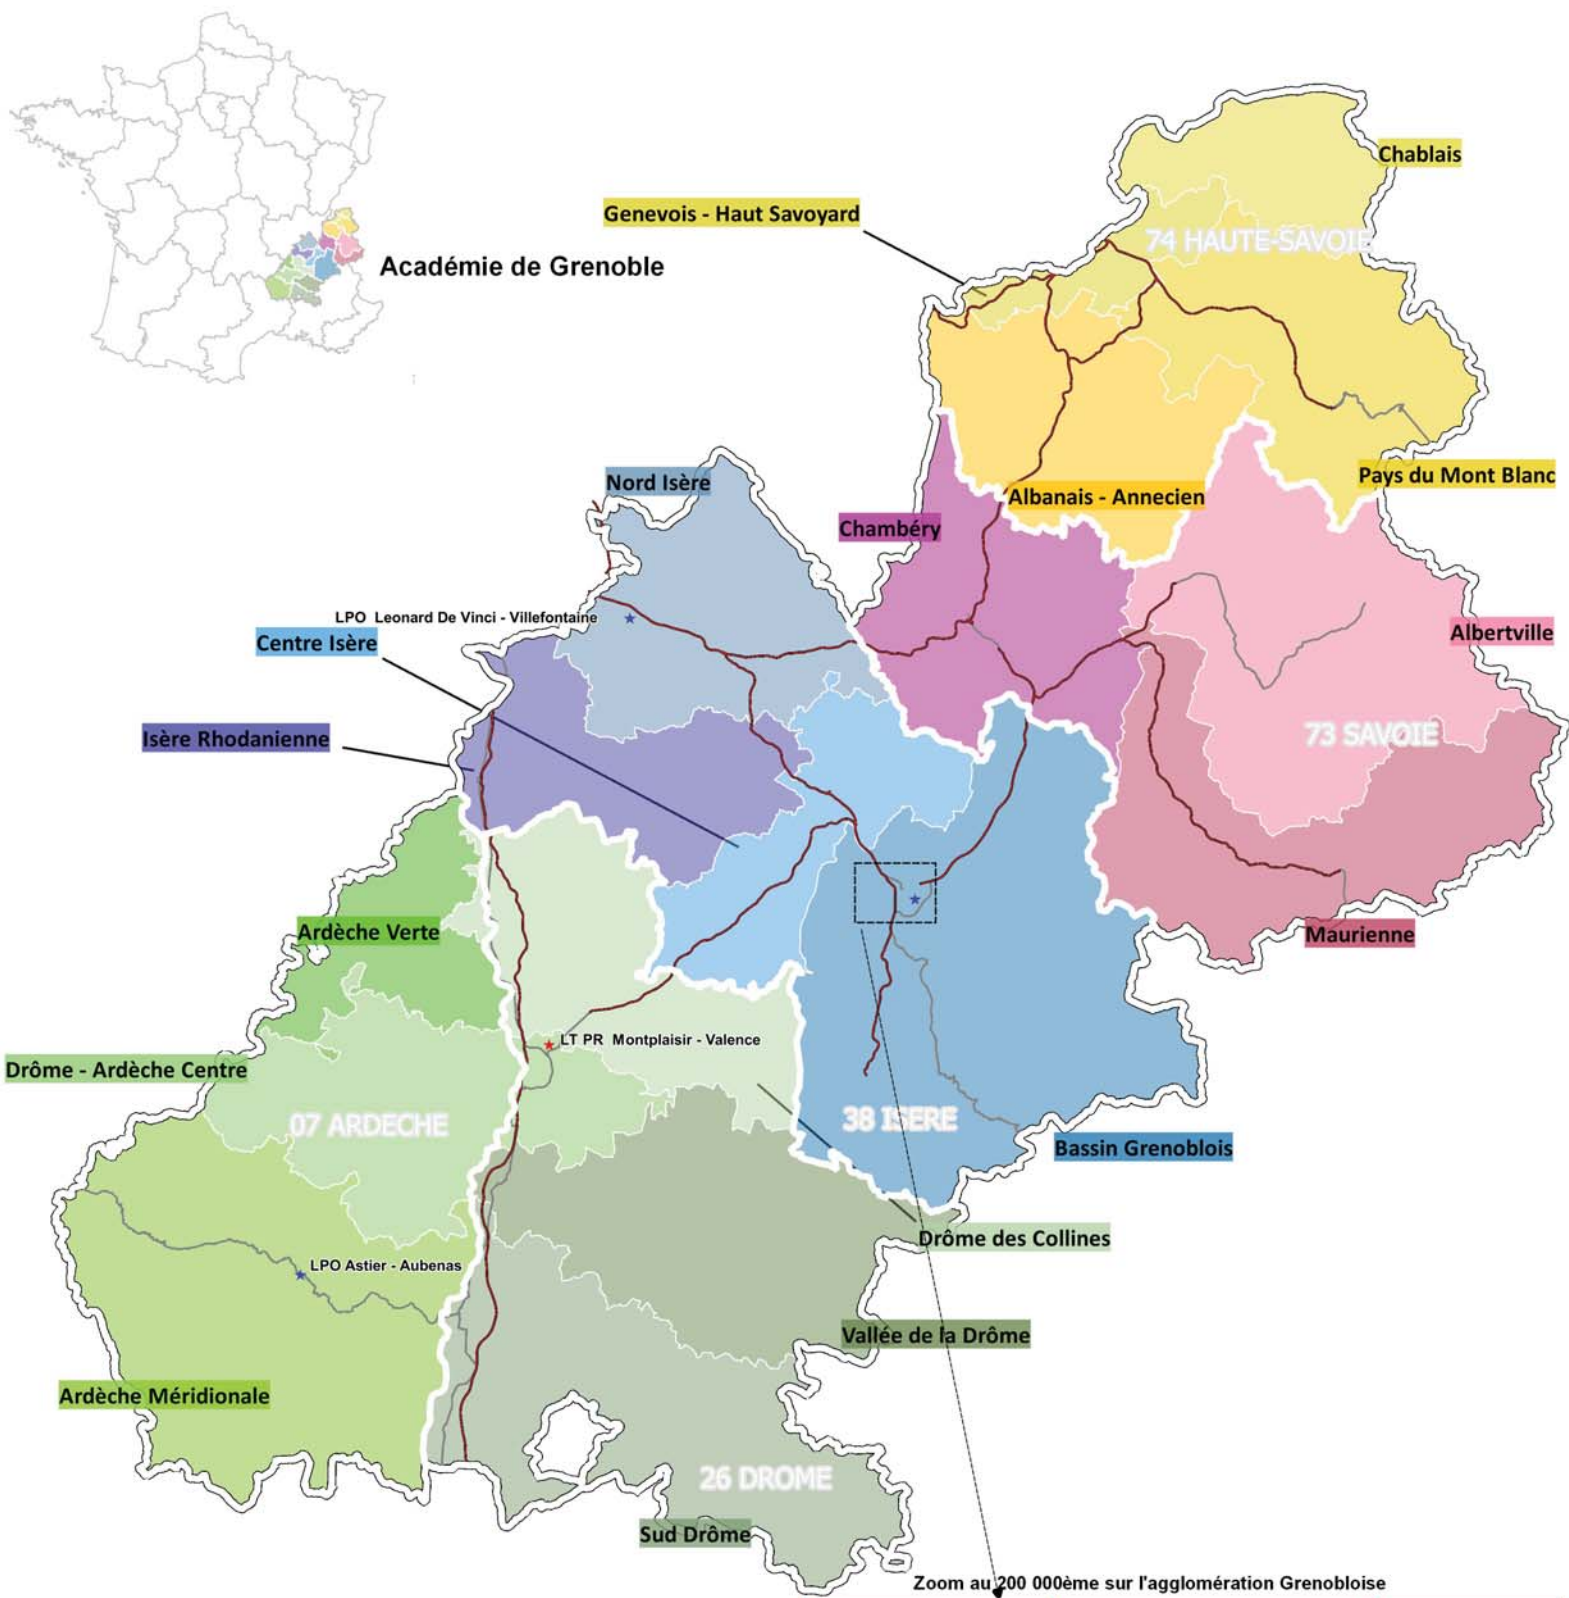 Chablais
Genevois - Haut Savoyard
74 HAUTE-SAVOIE
Académie de Grenoble
Nord Isère
Pays du Mont Blanc
Albanais - Annecien
Chambéry
LPO Leonard De Vinci - Villefontaine
Centre Isère
Albertville
Isère Rhodanienne
73 SAVOIE
Ardèche Verte
Maurienne
LT PR Montplaisir - Valence
Drôme - Ardèche Centre
07 ARDECHE
38 ISERE
Bassin Grenoblois
Drôme des Collines
LPO Astier - Aubenas
Vallée de la Drôme
Ardèche Méridionale
26 DROME
Sud Drôme
Zoom au 200 000ème sur l'agglomération Grenobloise